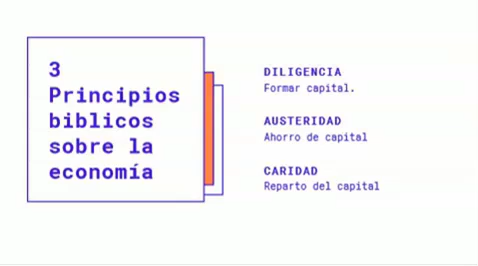 3
Principios
biblicos
sobre la
economía
DILIGENCIA
Formar capital.
AUSTERIDAD
Ahorro de capital
CARIDAD
Reparto del capital